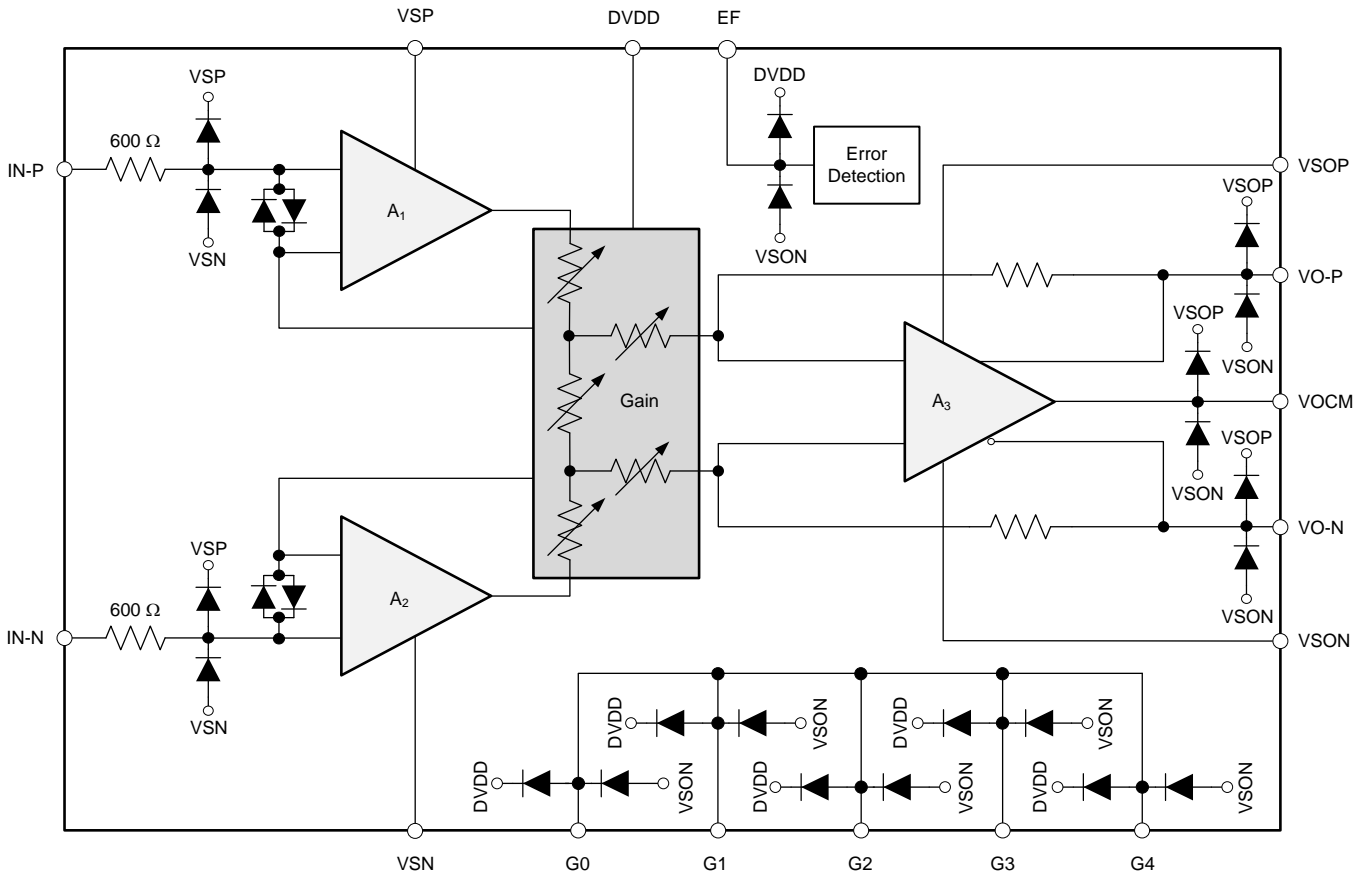 VSP
DVDD
EF
VSP
600 Ω
IN-P
VSN
A1
DVDD
Error
Detection
VSON
VSOP
VSOP
VO-P
VSON
VSOP
Gain
A3
VOCM
VSON
VSOP
VO-N
VSON
VSP
A2
600 Ω
IN-N
VSN
VSON
DVDD
VSON
DVDD
VSON
DVDD
VSON
DVDD
VSON
DVDD
VSON
VSN
G0
G1
G2
G3
G4